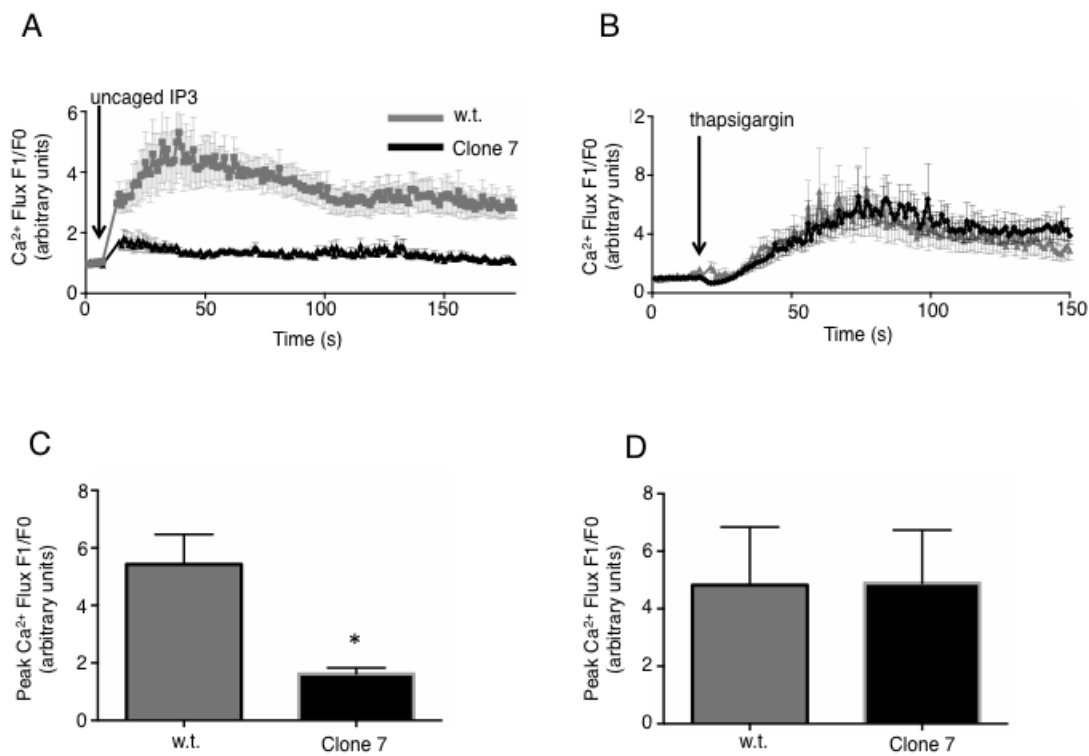 A
uncaged IP3
w.t.
Clone 7
Ca²⁺ Flux F1/F0
(arbitrary units)
6
4
2
0
0
50
100
150
Time (s)
B
thapsigargin
Ca²⁺ Flux F1/F0
(arbitrary units)
2
8
4
0
0
50
100
150
Time (s)
C
Peak Ca²⁺ Flux F1/F0
(arbitrary units)
8
6
4
2
0
*
w.t.
Clone 7
D
Peak Ca²⁺ Flux F1/F0
(arbitrary units)
8
6
4
2
0
w.t.
Clone 7